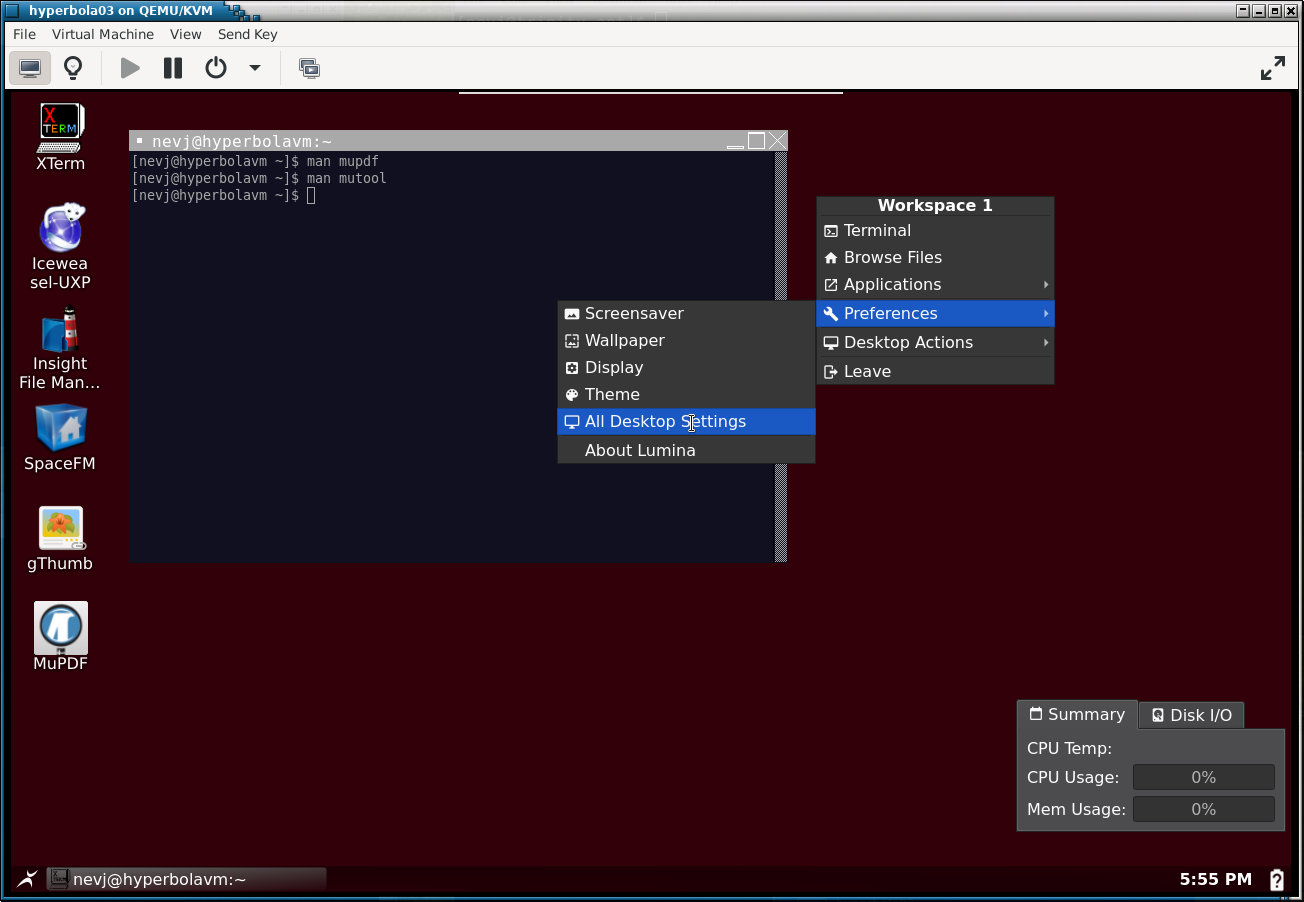 hyperbola03 on QEMU/KVM
File Virtual Machine View Send Key
XTERM
XTerm
Icewea
sel-UXP
Insight
File Man...
SpaceFM
gThumb
MuPDF
nevj@hyperbolavm:~
[nevj@hyperbolavm ~]$ man mupdf
[nevj@hyperbolavm ~]$ man mutool
[nevj@hyperbolavm ~]$
Workspace 1
Terminal
Browse Files
Applications
Preferences
Desktop Actions
Leave
Screensaver
Wallpaper
Display
Theme
All Desktop Settings
About Lumina
Summary Disk I/O
CPU Temp:
CPU Usage: 0%
Mem Usage: 0%
nevj@hyperbolavm:~ 5:55 PM ?